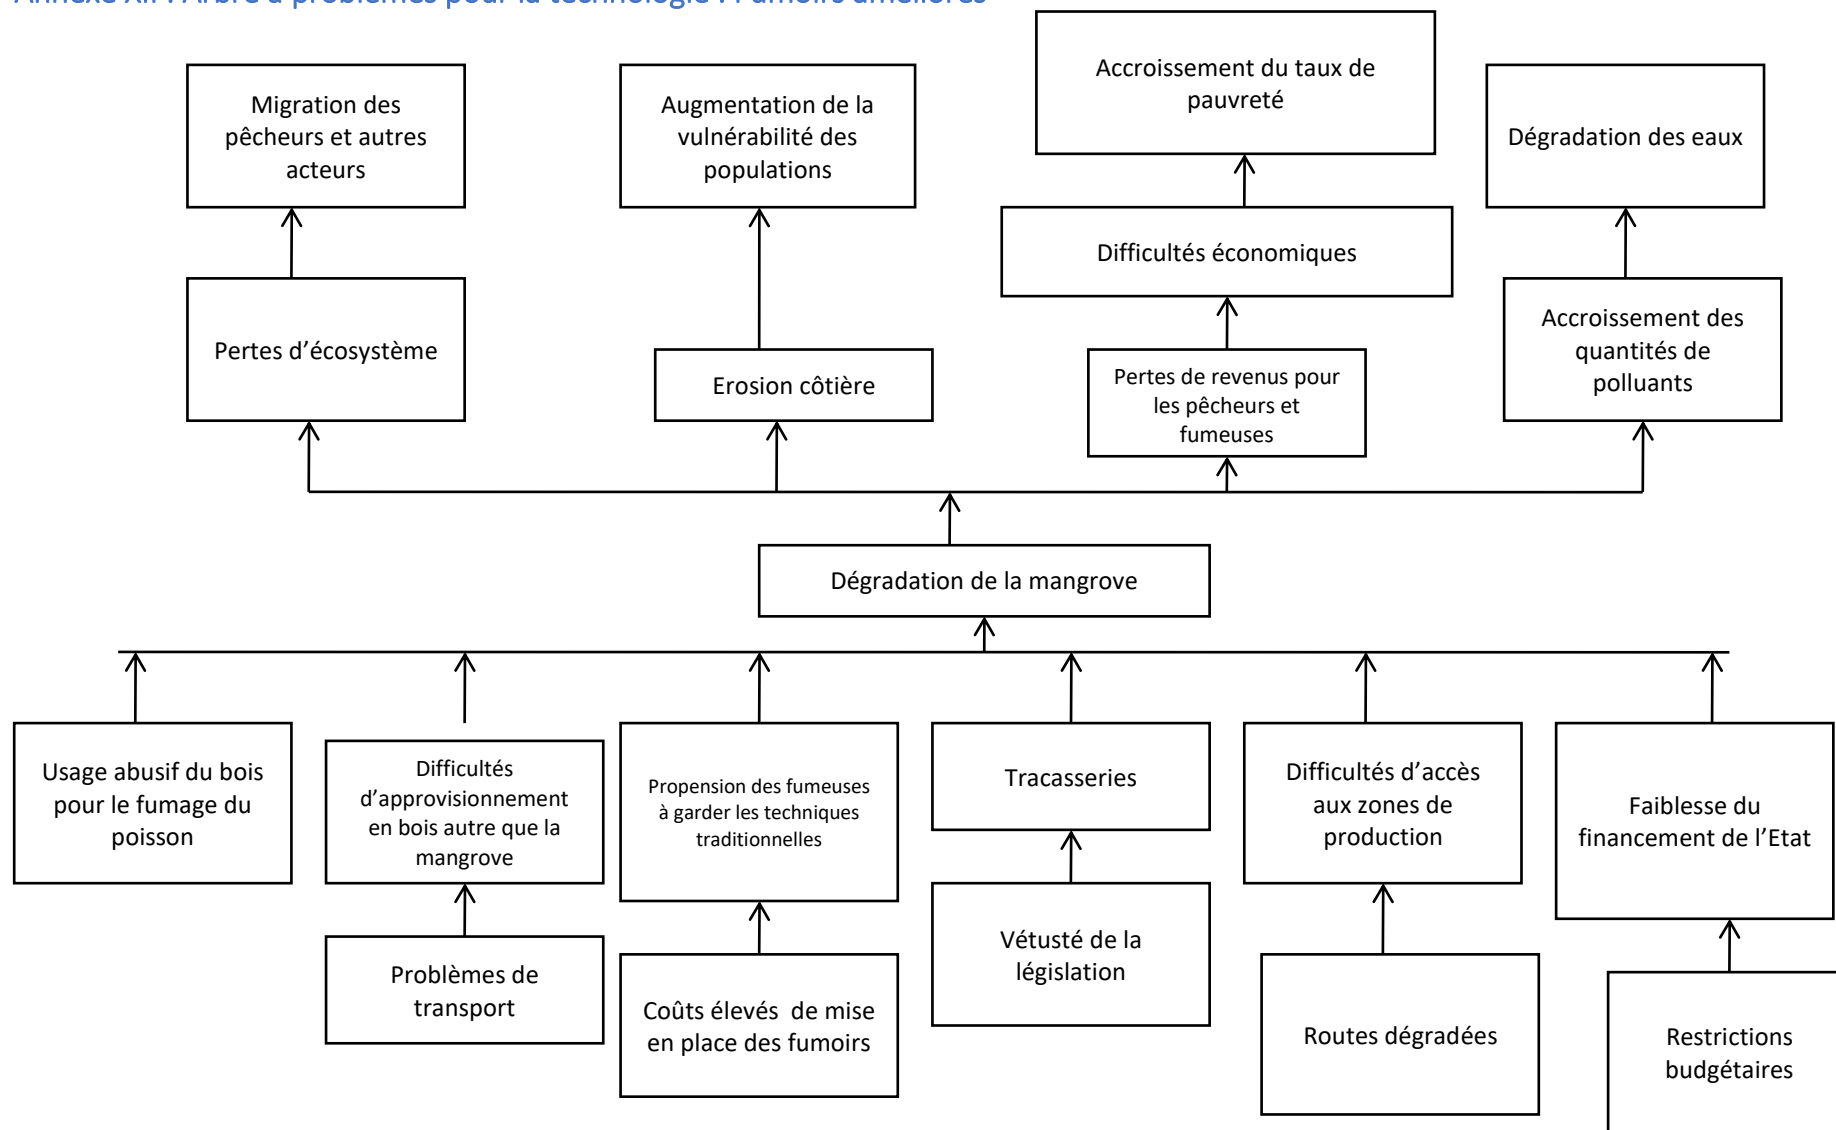 Annexe XII : Arbre à problèmes pour la technologie : Fumoirs améliorés
Migration des
pêcheurs et autres
acteurs
Augmentation de la
vulnérabilité des
populations
Accroissement du taux de
pauvreté
Dégradation des eaux
Pertes d’écosystème
Erosion côtière
Difficultés économiques
Pertes de revenus pour
les pêcheurs et
fumeuses
Accroissement des
quantités de
polluants
Dégradation de la mangrove
Usage abusif du bois
pour le fumage du
poisson
Difficultés
d’approvisionnement
en bois autre que la
mangrove
Propension des fumeuses
à garder les techniques
traditionnelles
Tracasseries
Difficultés d’accès
aux zones de
production
Faiblesse du
financement de l’Etat
Problèmes de
transport
Coûts élevés de mise
en place des fumoirs
Vétusté de la
législation
Routes dégradées
Restrictions
budgétaires